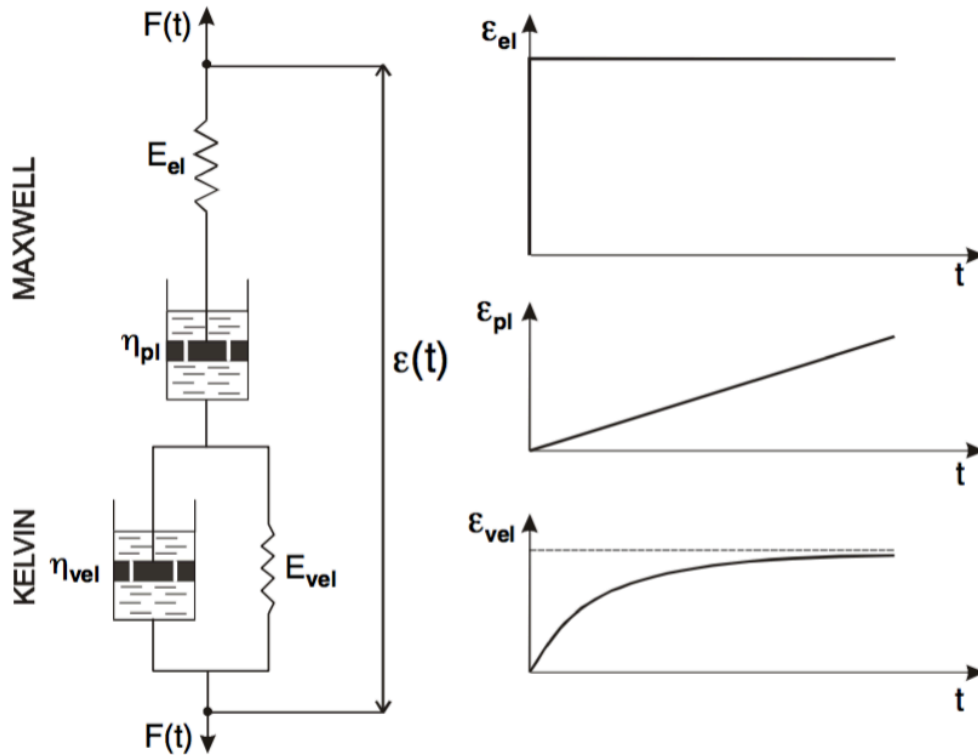 F(t)
MAXWELL
E_el
η_pl
ε(t)
KELVIN
η_vel
E_vel
F(t)
ε_el
t
ε_pl
t
ε_vel
t